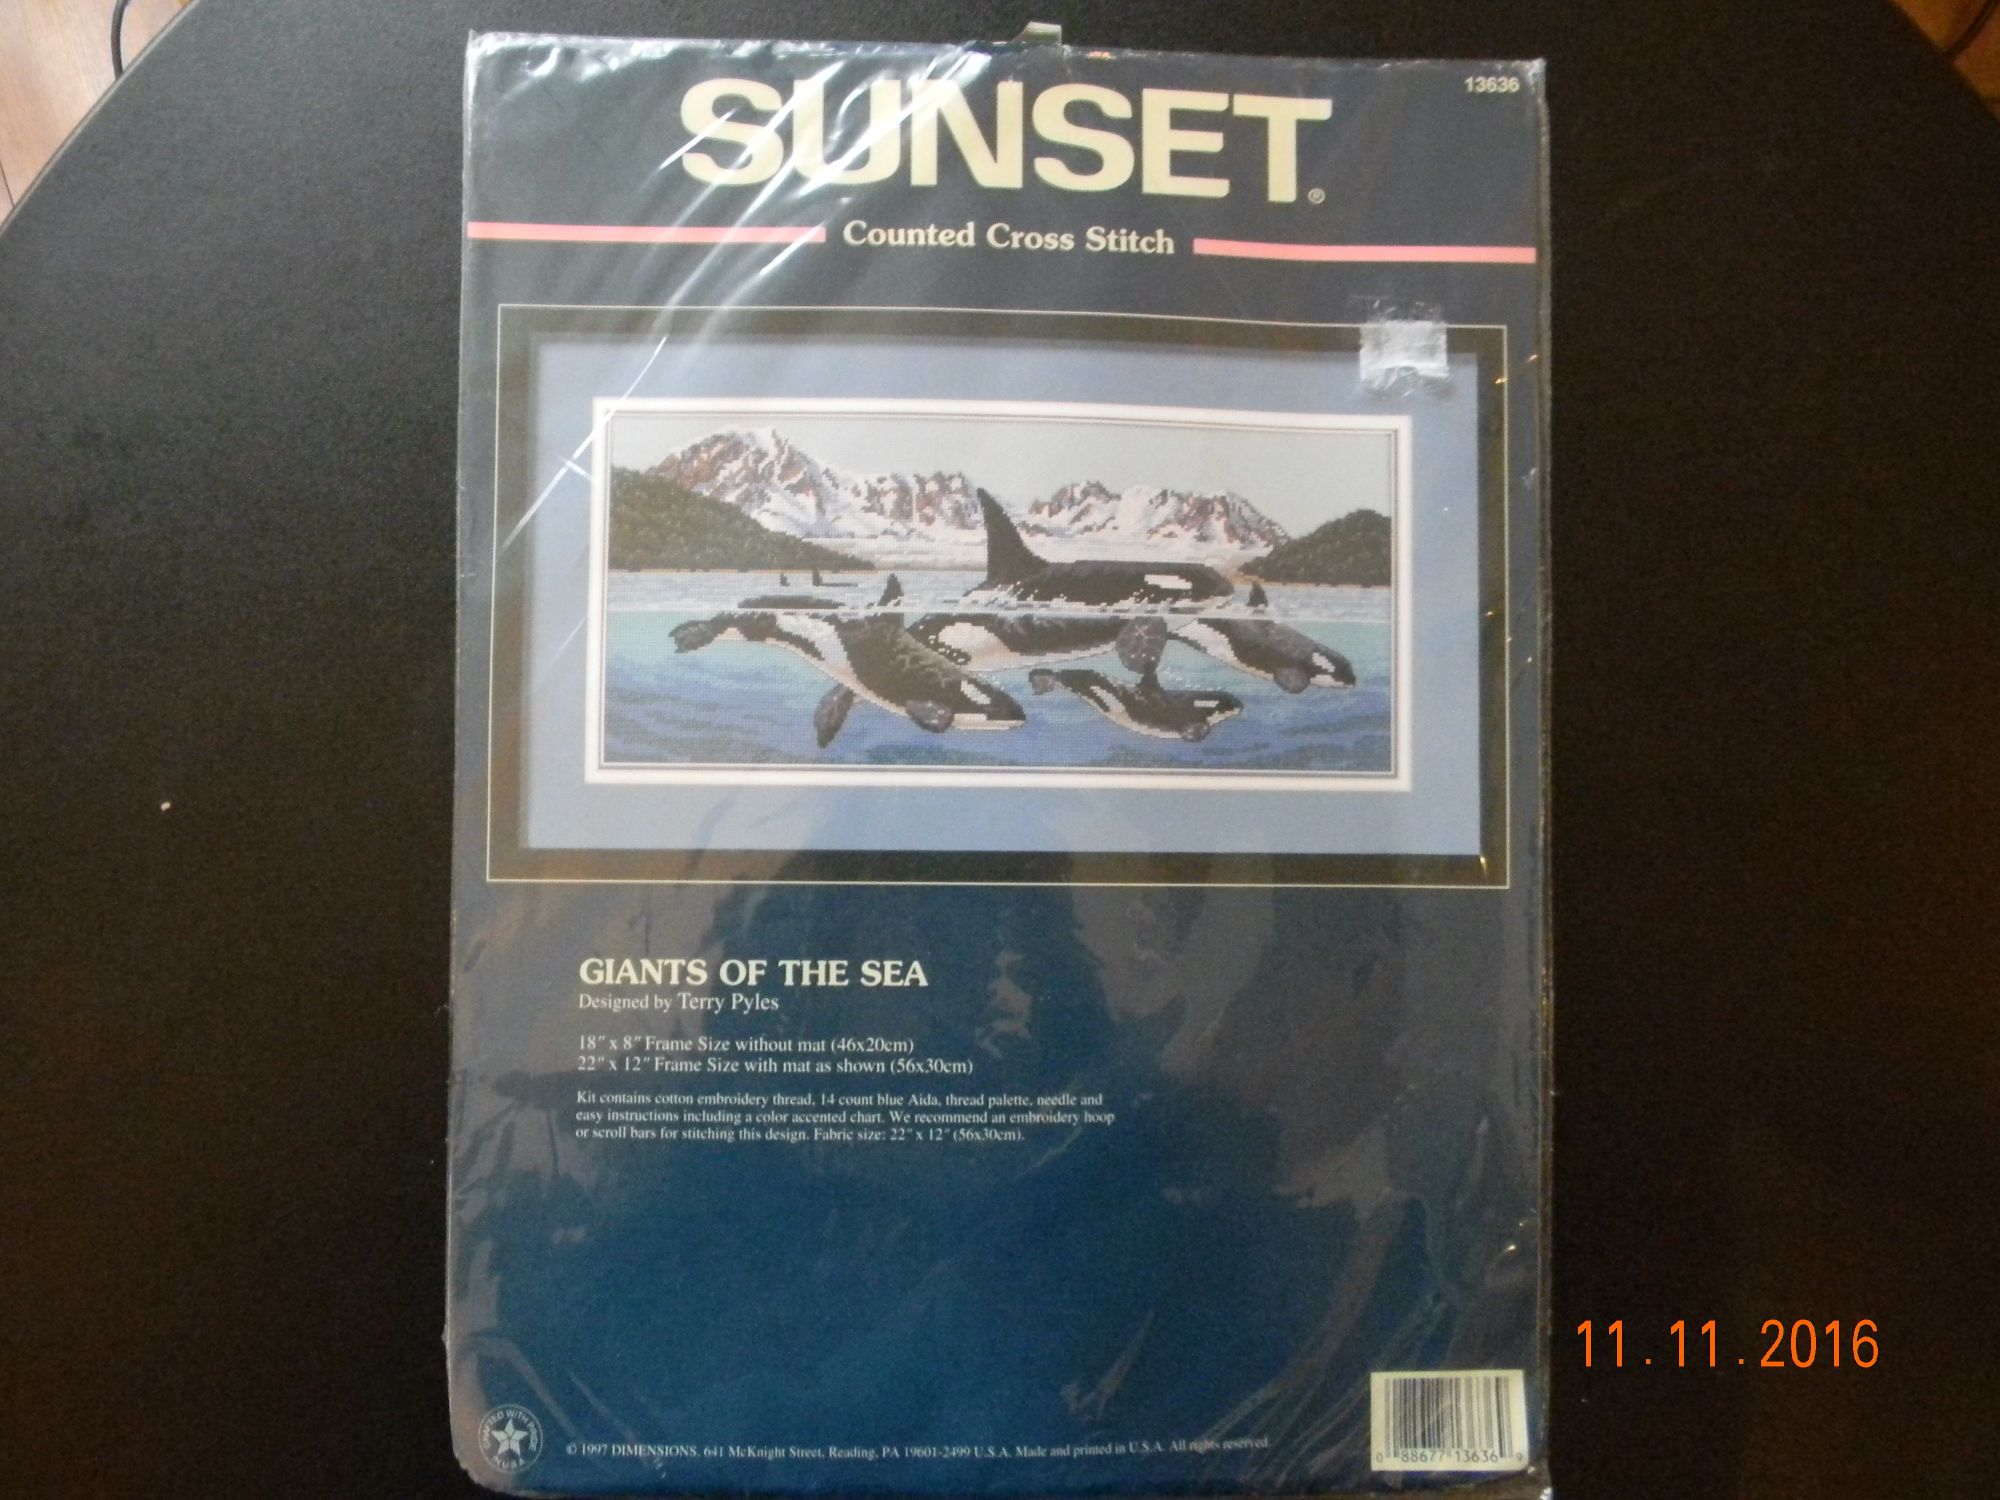 13636
SUNSET®
Counted Cross Stitch
GIANTS OF THE SEA
Designed by Terry Pyles
18" x 8" Frame Size without mat (46x20cm)
22" x 12" Frame Size with mat as shown (56x30cm)
Kit contains cotton embroidery thread, 14 count blue Aida, thread palette, needle and
easy instructions including a color accented chart. We recommend an embroidery hoop
or scroll bars for stitching this design. Fabric size: 22" x 12" (56x30cm).
11.11.2016
CRAFTED WITH PRIDE
IN U.S.A.
© 1997 DIMENSIONS, 641 McKnight Street, Reading, PA 19601-2499 U.S.A. Made and printed in U.S.A. All rights reserved.
0 88677 13636 9